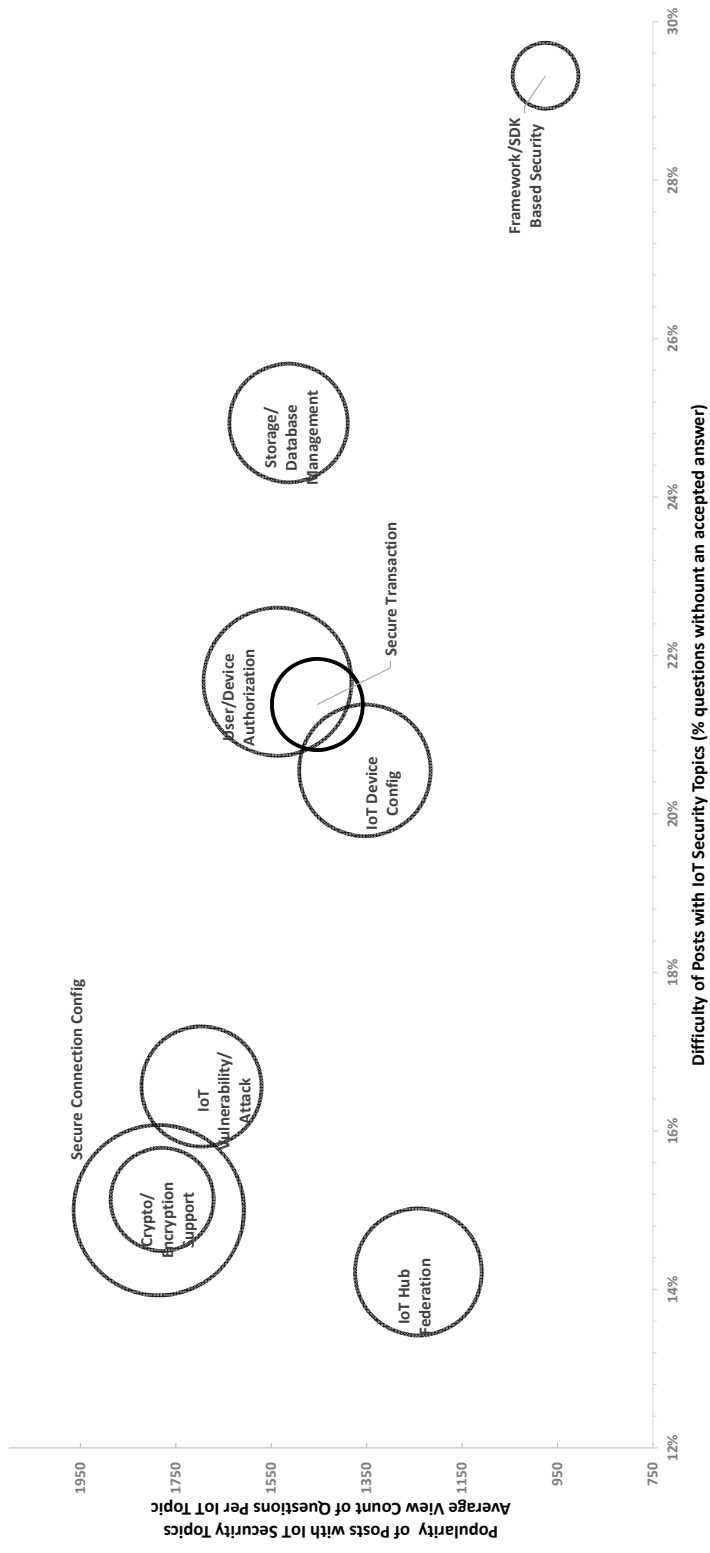 Popularity of Posts with IoT Security Topics
Average View Count of Questions Per IoT Topic
1950
1750
1550
1350
1150
950
750
12%
14%
16%
18%
20%
22%
24%
26%
28%
30%
Difficulty of Posts with IoT Security Topics (% questions withount an accepted answer)
Secure Connection Config
Crypto/
Encryption
Support
IoT
Vulnerability/
Attack
IoT Hub
Federation
User/Device
Authorization
IoT Device
Config
Secure Transaction
Storage/
Database
Management
Framework/SDK
Based Security